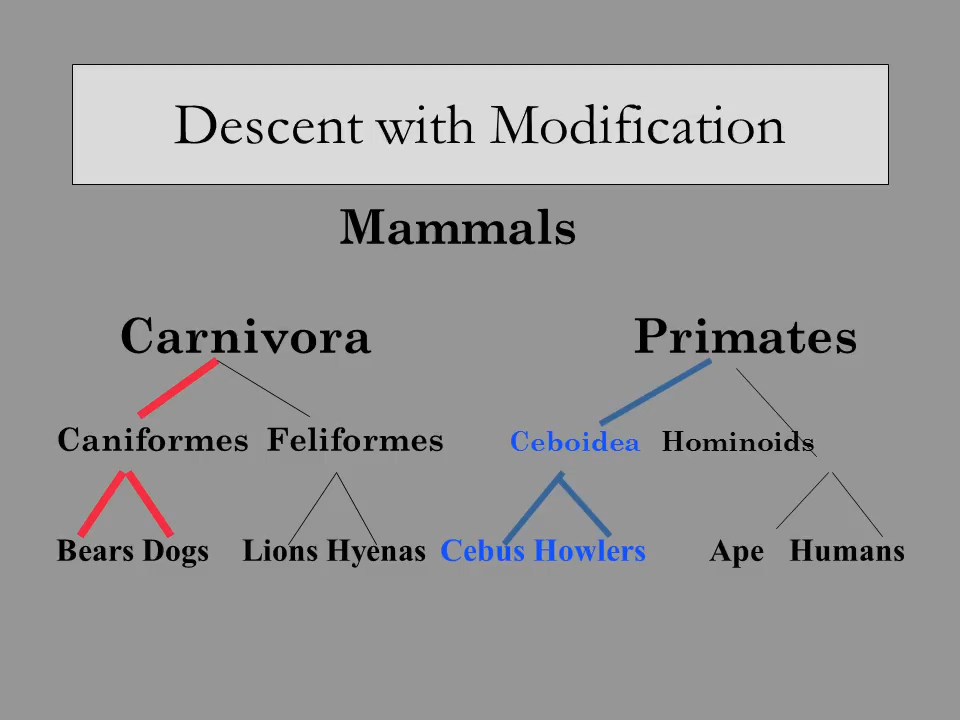 Descent with Modification
Mammals
Carnivora Primates
Caniformes Feliformes Ceboidea Hominoids
Bears Dogs Lions Hyenas Cebus Howlers Ape Humans